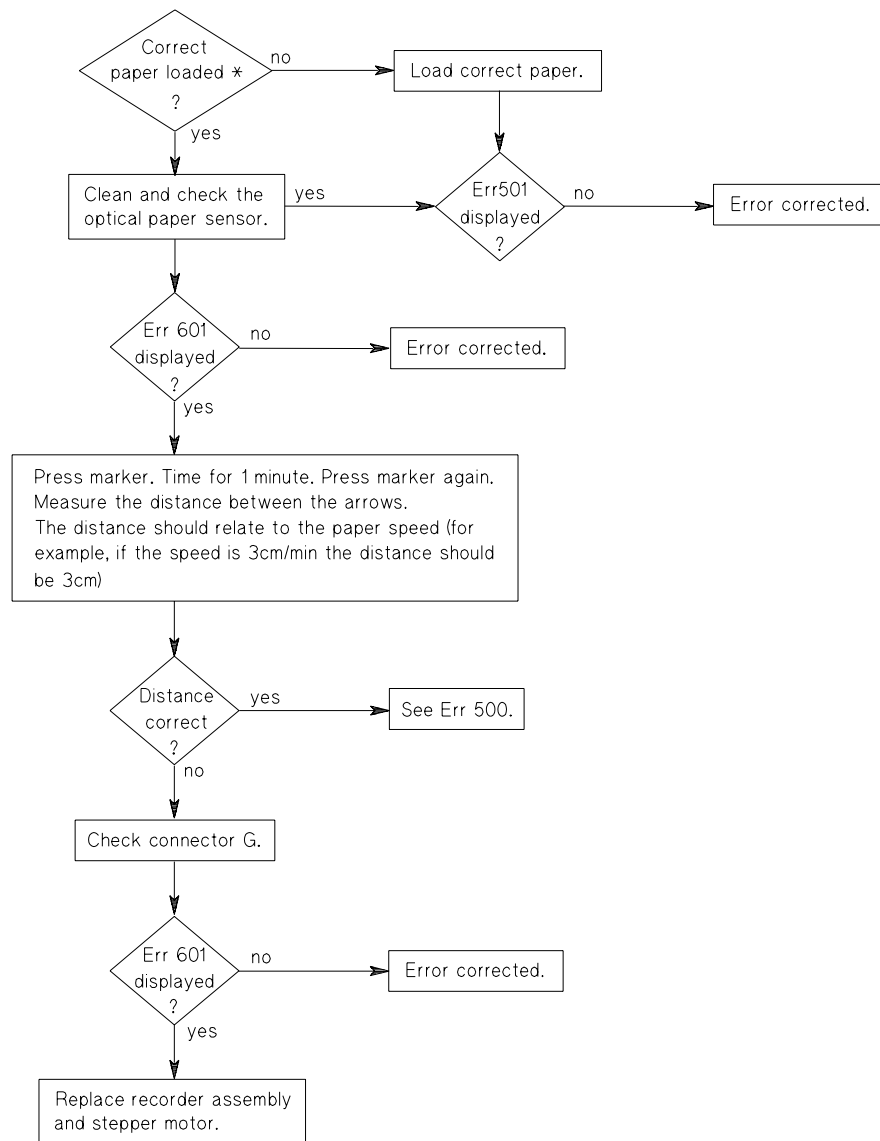 Correct
paper loaded *
?
no
Load correct paper.
yes
Clean and check the
optical paper sensor.
yes
Err501
displayed
?
no
Error corrected.
Err 601
displayed
?
no
Error corrected.
yes
Press marker. Time for 1 minute. Press marker again.
Measure the distance between the arrows.
The distance should relate to the paper speed (for
example, if the speed is 3cm/min the distance should
be 3cm)
Distance
correct
?
yes
See Err 500.
no
Check connector G.
Err 601
displayed
?
no
Error corrected.
yes
Replace recorder assembly
and stepper motor.